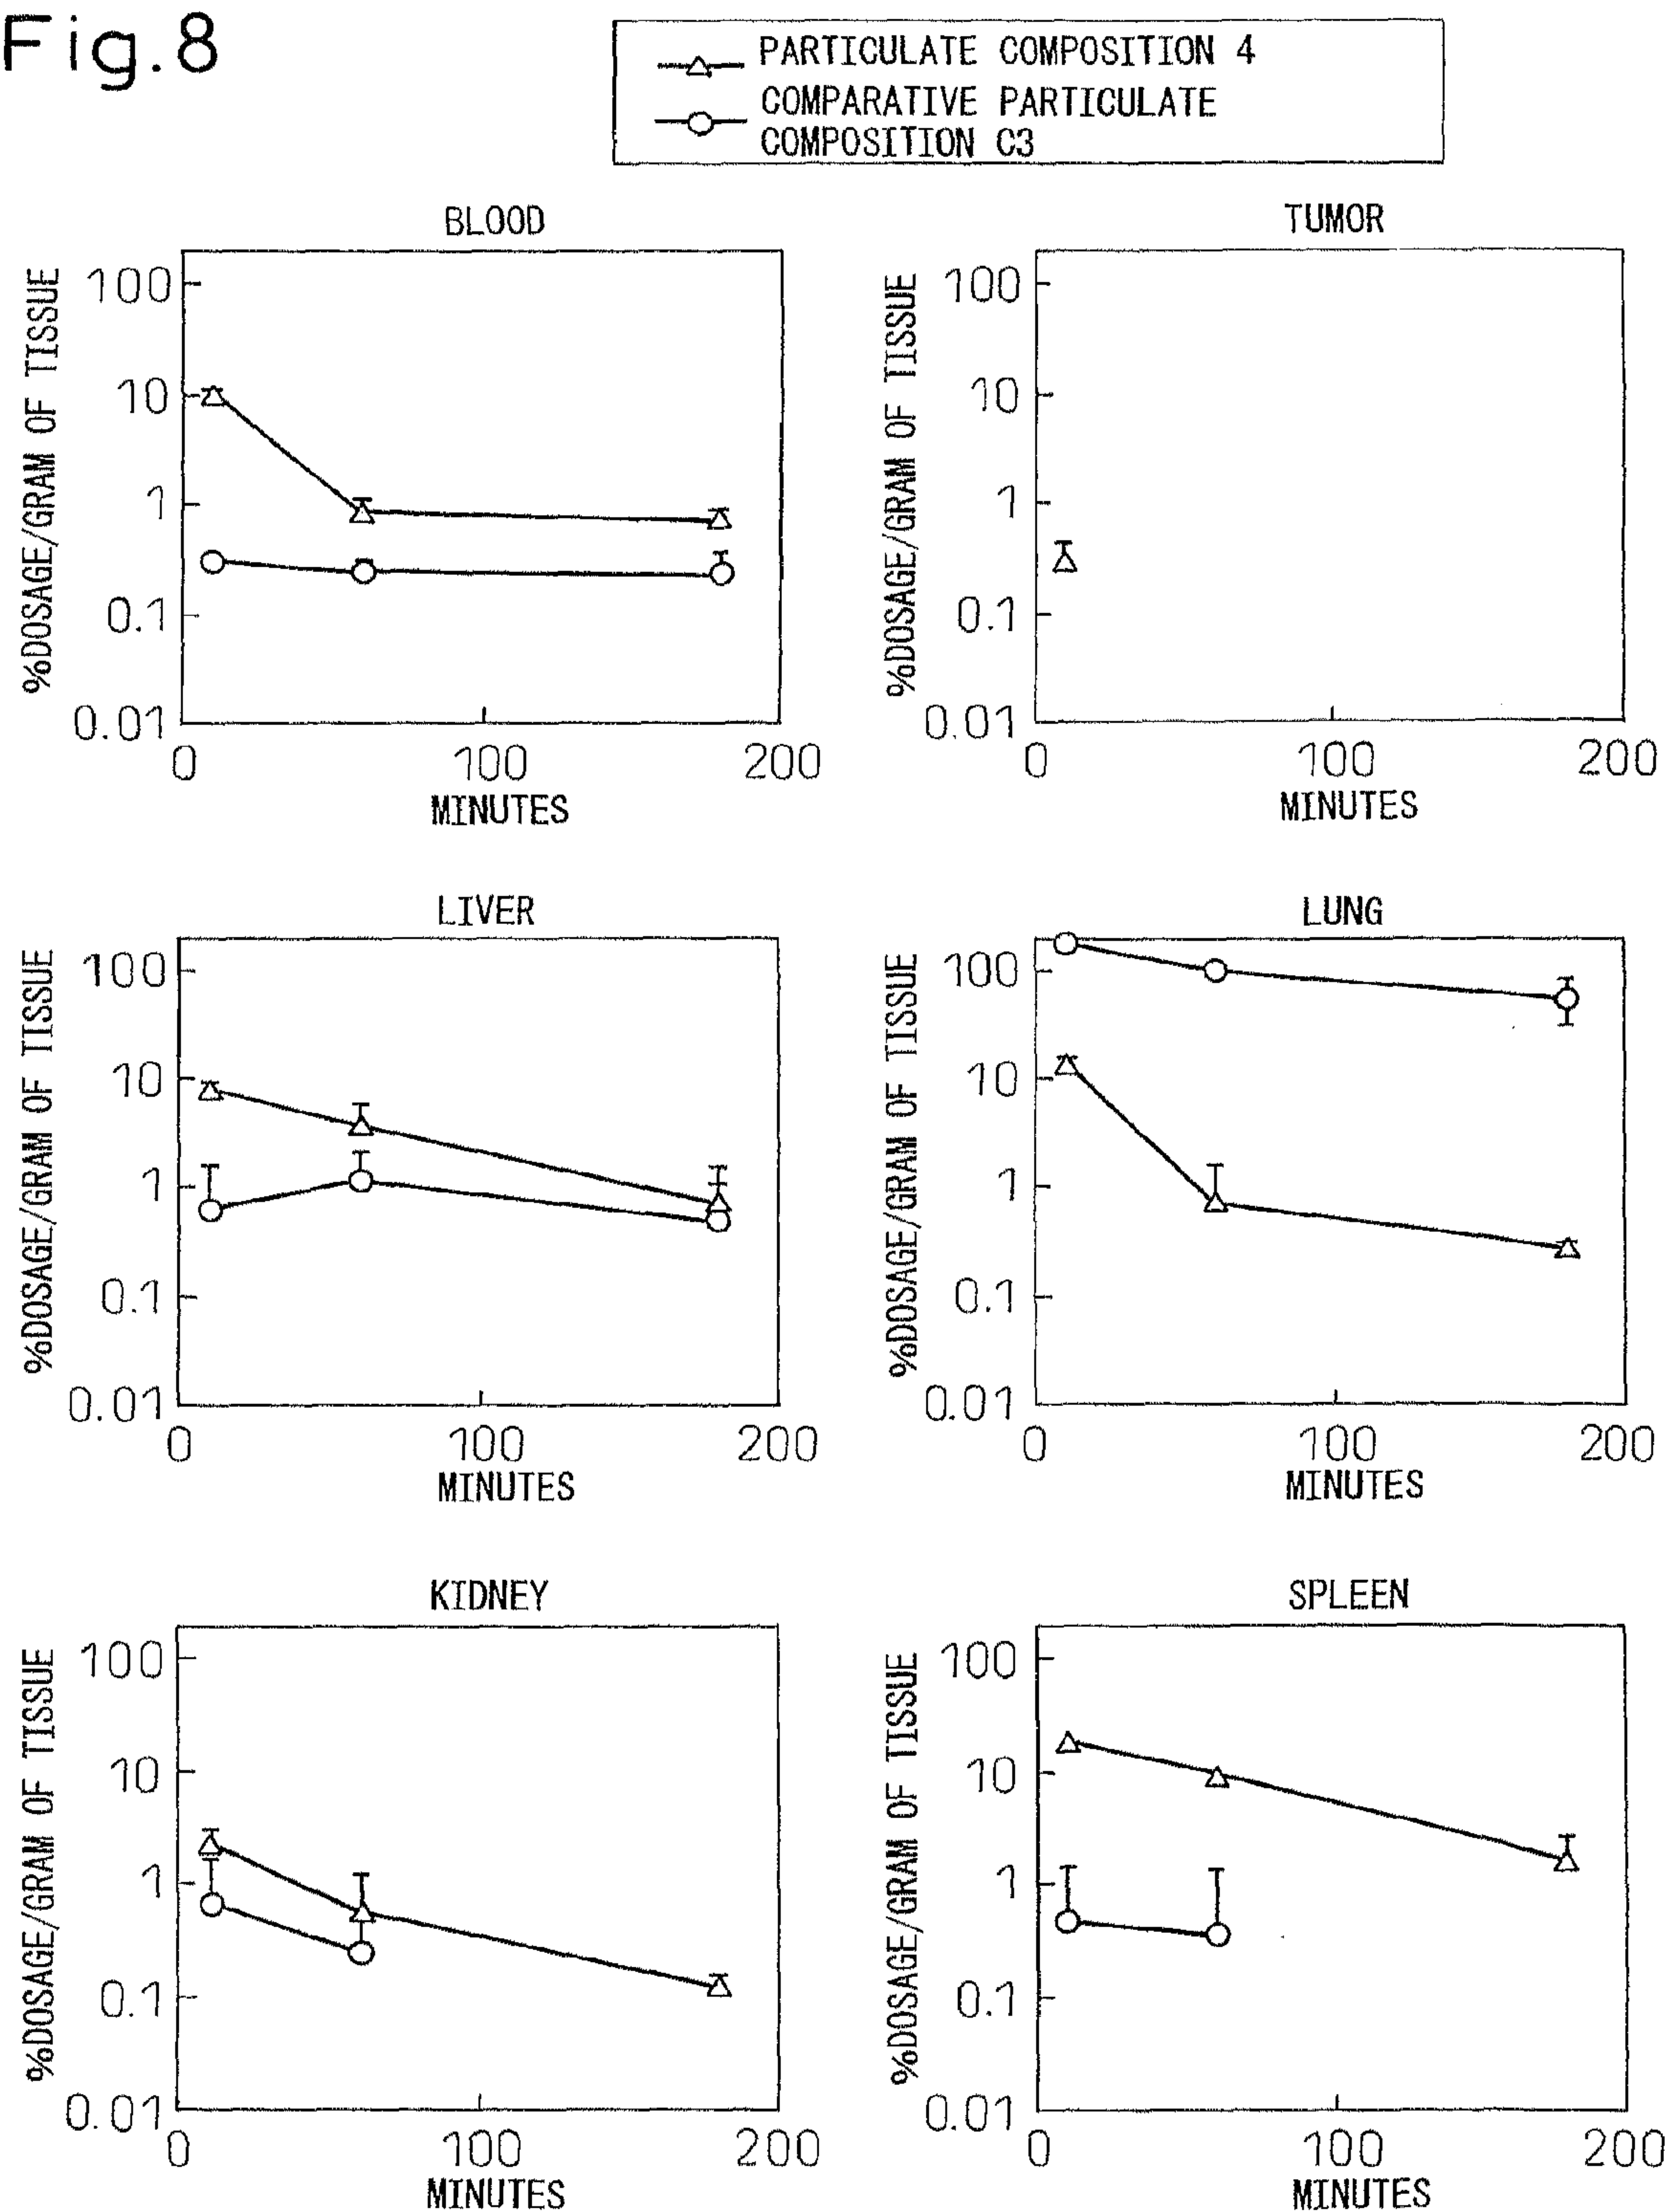 Fig.8
PARTICULATE COMPOSITION 4
COMPARATIVE PARTICULATE
COMPOSITION C3
BLOOD
%DOSAGE/GRAM OF TISSUE
100
10
1
0.1
0.01
0 100 200
MINUTES
TUMOR
%DOSAGE/GRAM OF TISSUE
100
10
1
0.1
0.01
0 100 200
MINUTES
LIVER
%DOSAGE/GRAM OF TISSUE
100
10
1
0.1
0.01
0 100 200
MINUTES
LUNG
%DOSAGE/GRAM OF TISSUE
100
10
1
0.1
0.01
0 100 200
MINUTES
KIDNEY
%DOSAGE/GRAM OF TISSUE
100
10
1
0.1
0.01
0 100 200
MINUTES
SPLEEN
%DOSAGE/GRAM OF TISSUE
100
10
1
0.1
0.01
0 100 200
MINUTES